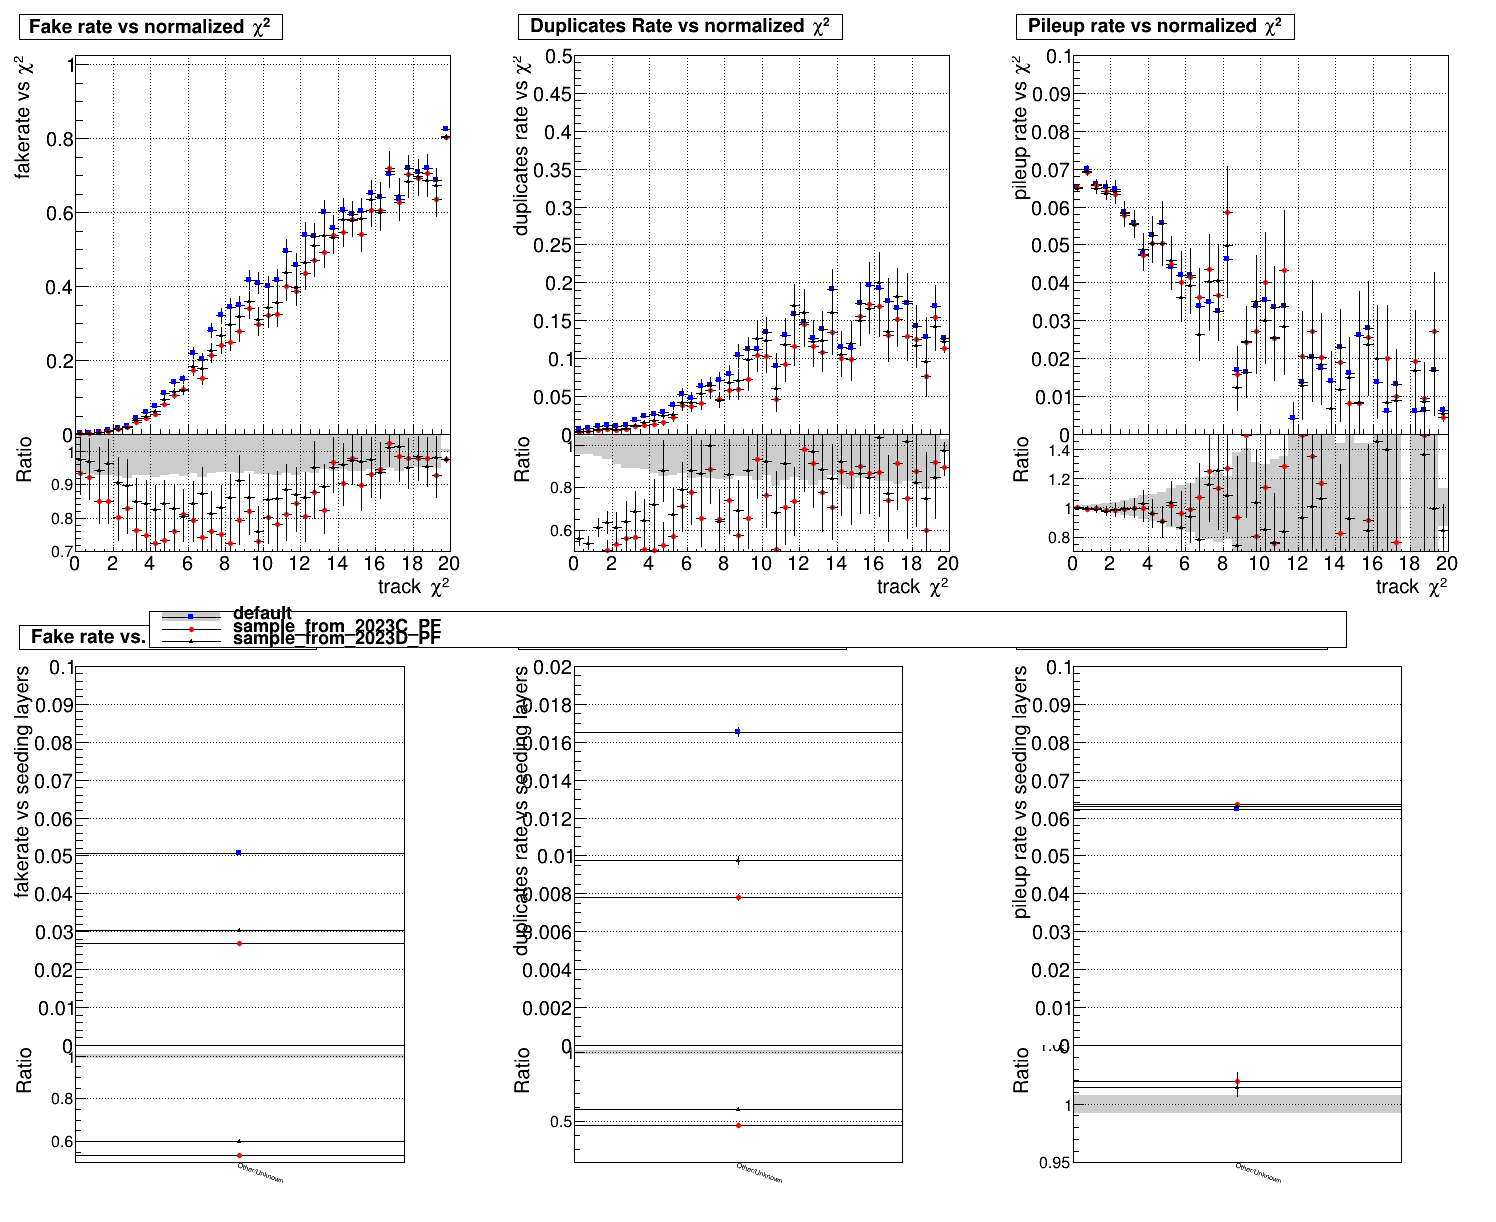 Fake rate vs normalized χ²
Duplicates Rate vs normalized χ²
Pileup rate vs normalized χ²
fakerate vs χ²
1
0.8
0.6
0.4
0.2
0
Ratio
1
0.9
0.8
0.7
0 2 4 6 8 10 12 14 16 18 20
track χ²
duplicates rate vs χ²
0.5
0.45
0.4
0.35
0.3
0.25
0.2
0.15
0.1
0.05
0
Ratio
1
0.8
0.6
0 2 4 6 8 10 12 14 16 18 20
track χ²
pileup rate vs χ²
0.1
0.09
0.08
0.07
0.06
0.05
0.04
0.03
0.02
0.01
0
Ratio
1.4
1.2
1
0.8
0 2 4 6 8 10 12 14 16 18 20
track χ²
default
sample_from_2023C_PF
sample_from_2023D_PF
Fake rate vs.
fakerate vs seeding layers
0.1
0.09
0.08
0.07
0.06
0.05
0.04
0.03
0.02
0.01
0
Ratio
1
0.8
0.6
Other/Unknown
duplicates rate vs seeding layers
0.02
0.018
0.016
0.014
0.012
0.01
0.008
0.006
0.004
0.002
0
Ratio
1
0.5
Other/Unknown
pileup rate vs seeding layers
0.1
0.09
0.08
0.07
0.06
0.05
0.04
0.03
0.02
0.01
0
Ratio
1
0.95
Other/Unknown